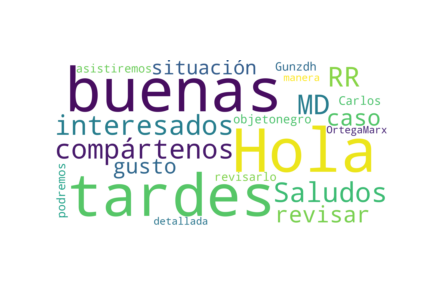 asistiremos situación Gunzdh
manera
buenas RR
MD Carlos
interesados objetonegro caso OrtegaMarx
compártenos Hola
gusto
revisarlo
podremos tardes Saludos
revisar
detallada